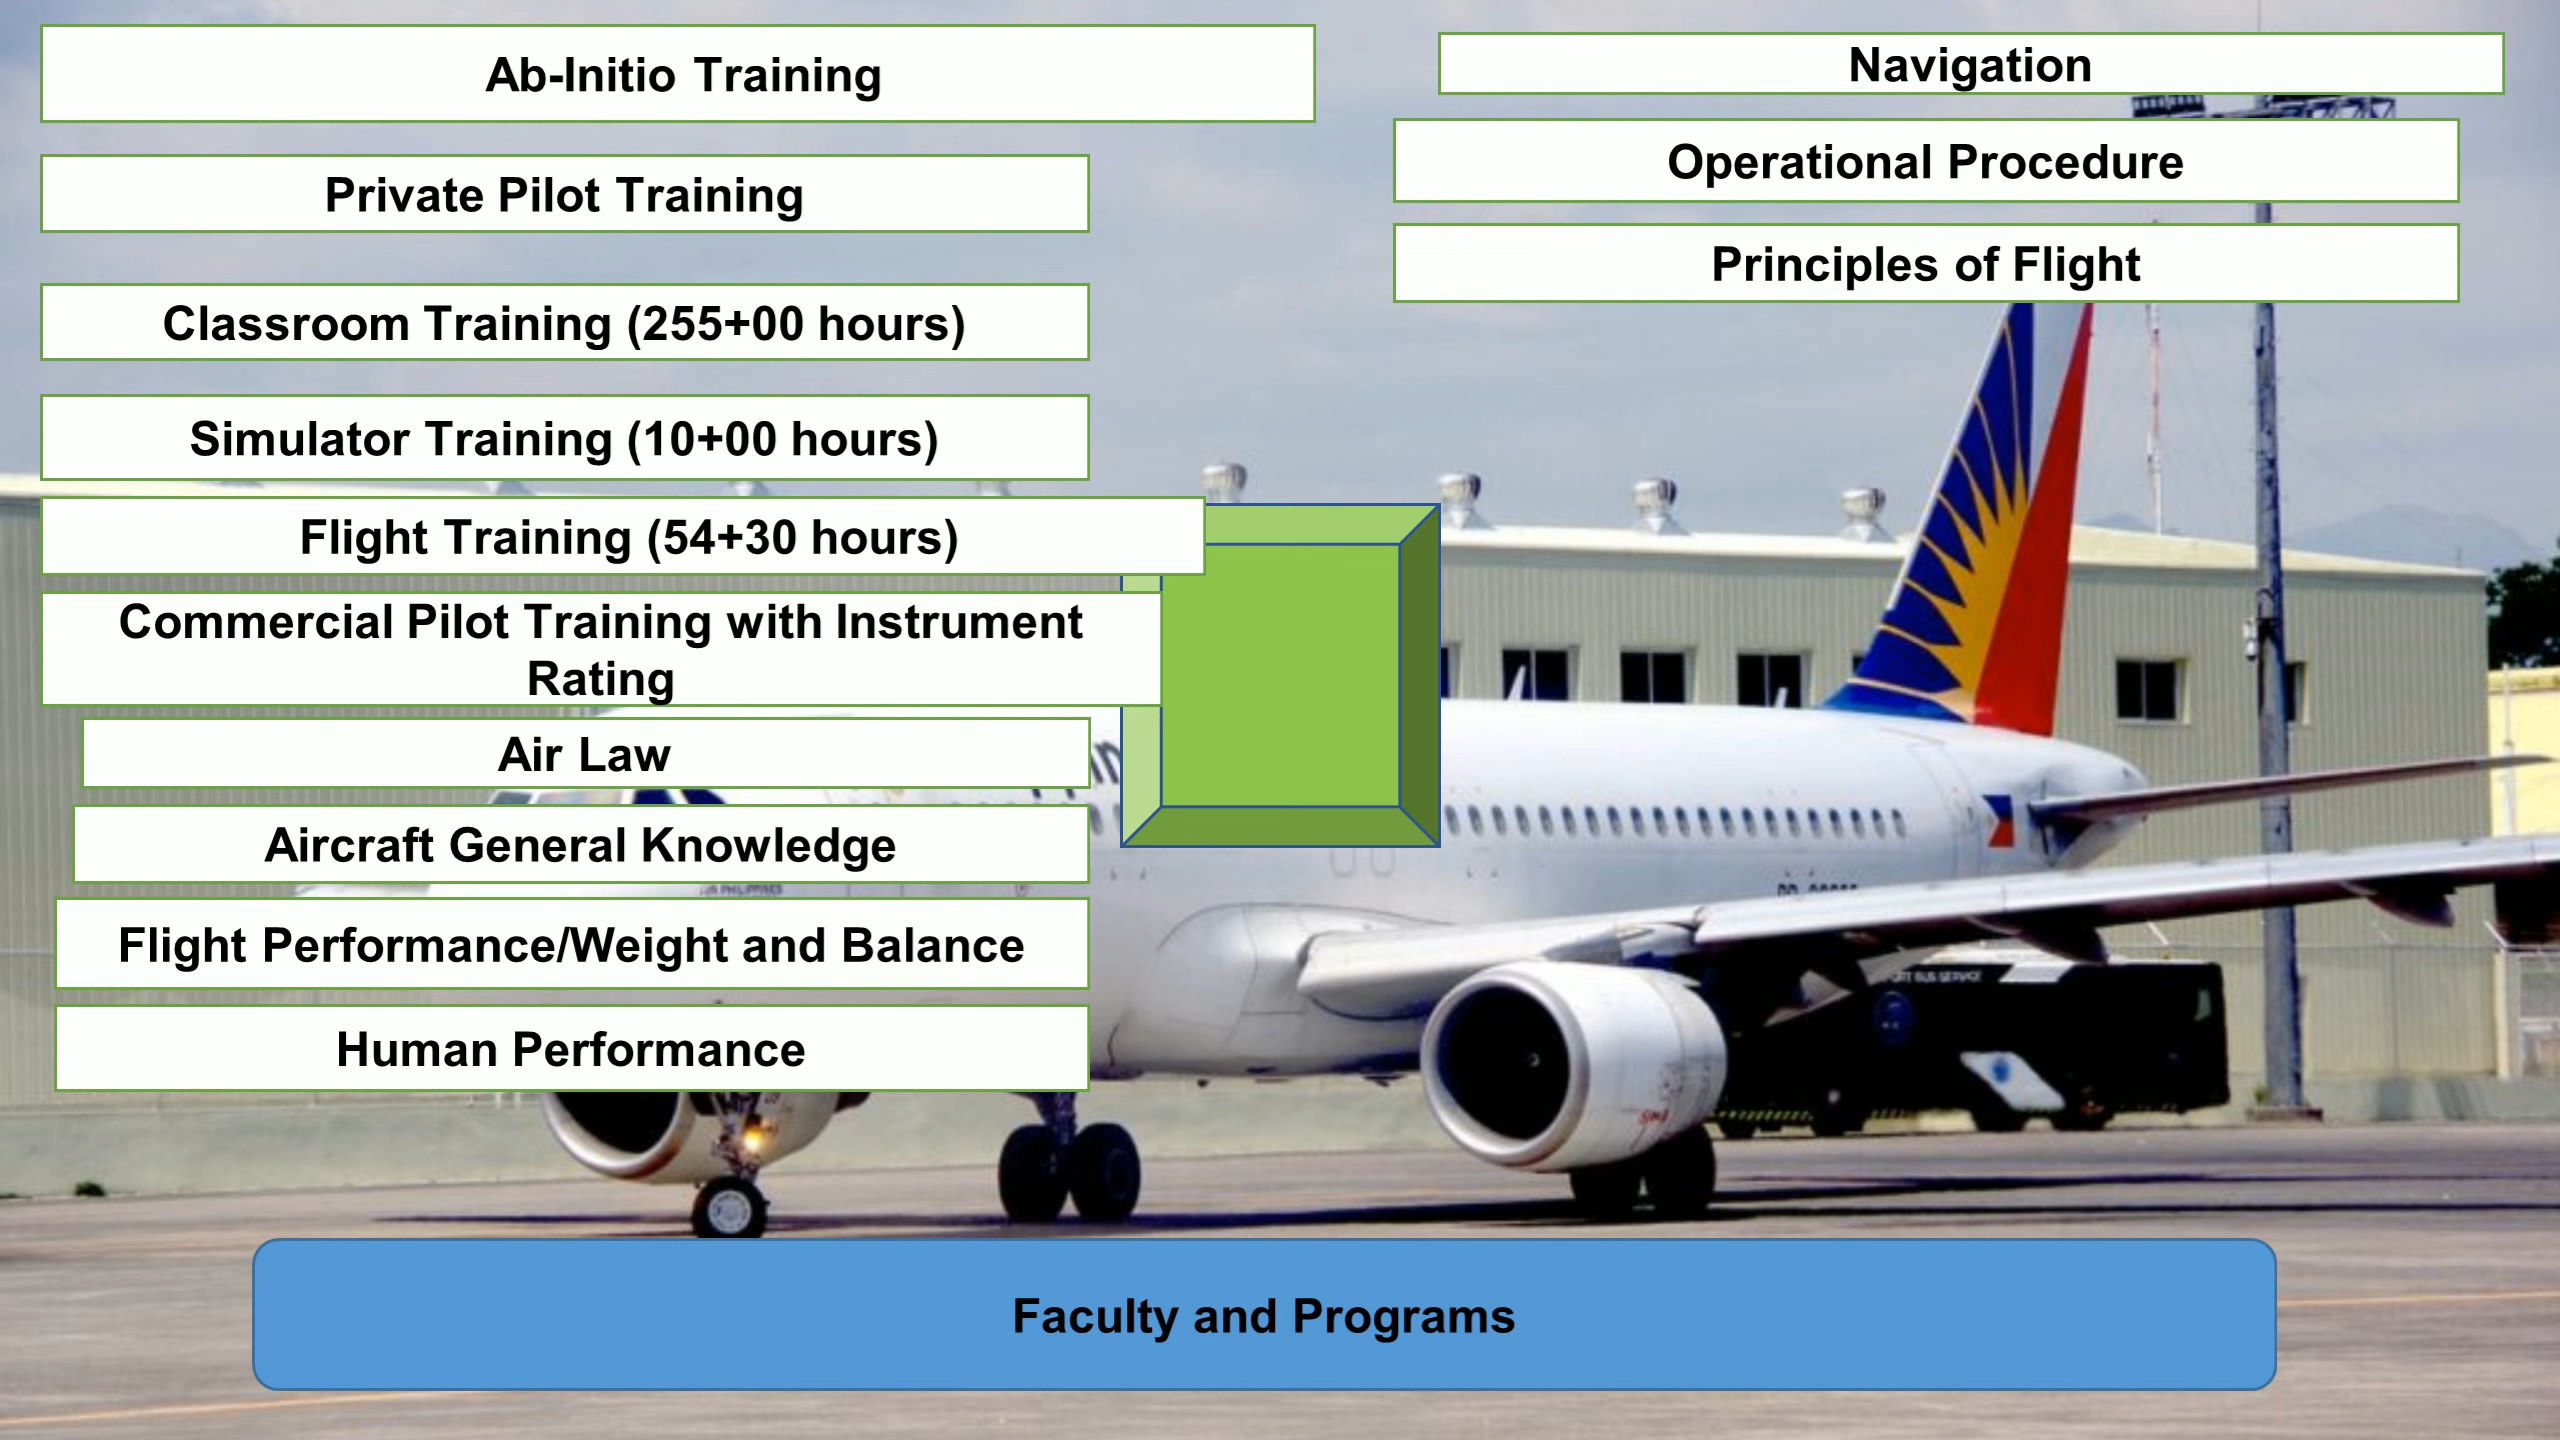 Ab-Initio Training
Private Pilot Training
Classroom Training (255+00 hours)
Simulator Training (10+00 hours)
Flight Training (54+30 hours)
Commercial Pilot Training with Instrument
Rating
Air Law
Aircraft General Knowledge
Flight Performance/Weight and Balance
Human Performance
Navigation
Operational Procedure
Principles of Flight
BUS SERVICE
Faculty and Programs